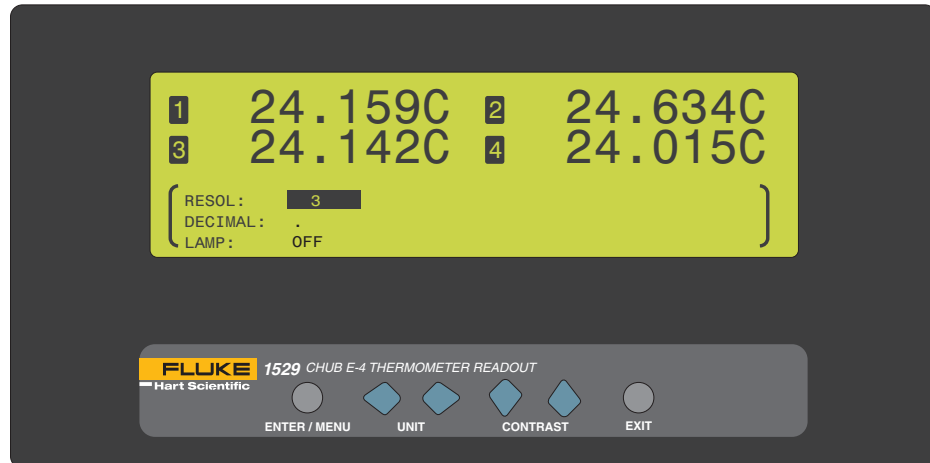 1 24.159C 2 24.634C
3 24.142C 4 24.015C
RESOL: 3
DECIMAL: .
LAMP: OFF
FLUKE 1529 CHUB E-4 THERMOMETER READOUT
Hart Scientific
ENTER / MENU UNIT CONTRAST EXIT